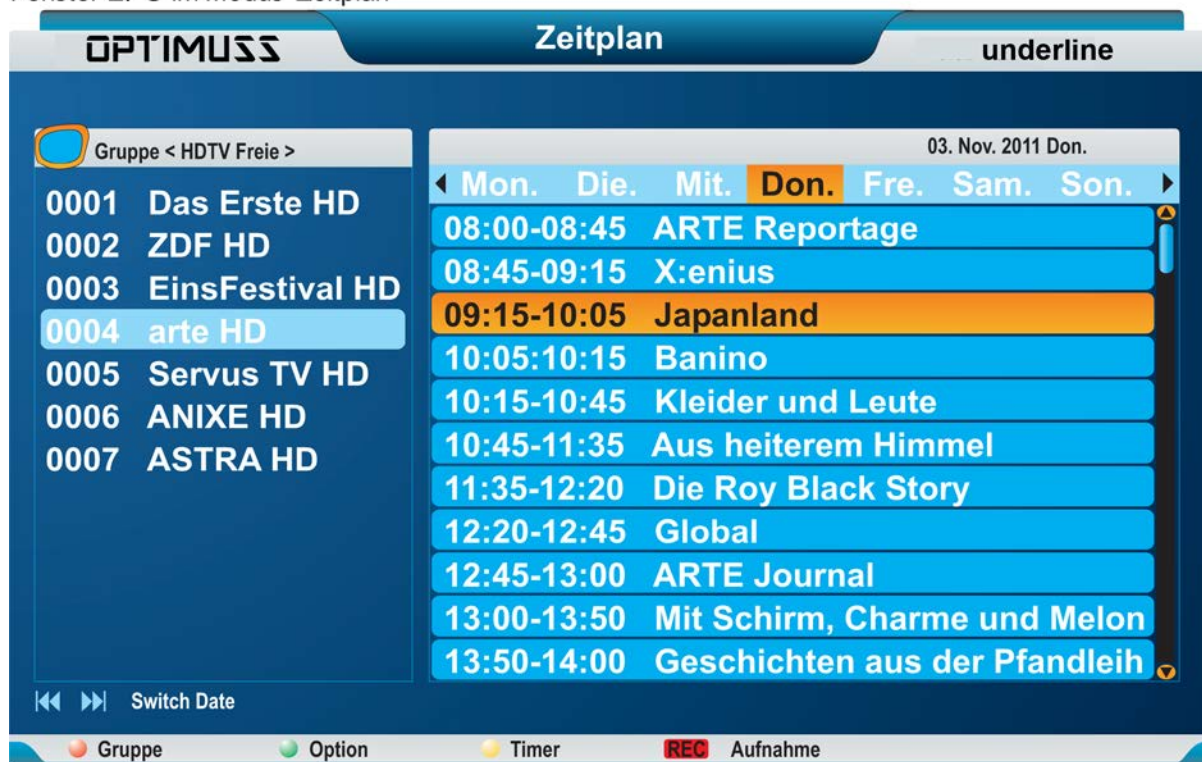 OPTIMUSS
Zeitplan
underline
Gruppe < HDTV Freie >
0001 Das Erste HD
0002 ZDF HD
0003 EinsFestival HD
0004 arte HD
0005 Servus TV HD
0006 ANIXE HD
0007 ASTRA HD
03. Nov. 2011 Don.
Mon. Die. Mit. Don. Fre. Sam. Son.
08:00-08:45 ARTE Reportage
08:45-09:15 X:enius
09:15-10:05 Japanland
10:05:10:15 Banino
10:15-10:45 Kleider und Leute
10:45-11:35 Aus heiterem Himmel
11:35-12:20 Die Roy Black Story
12:20-12:45 Global
12:45-13:00 ARTE Journal
13:00-13:50 Mit Schirm, Charme und Melon
13:50-14:00 Geschichten aus der Pfandleih
Switch Date
Gruppe Option Timer REC Aufnahme